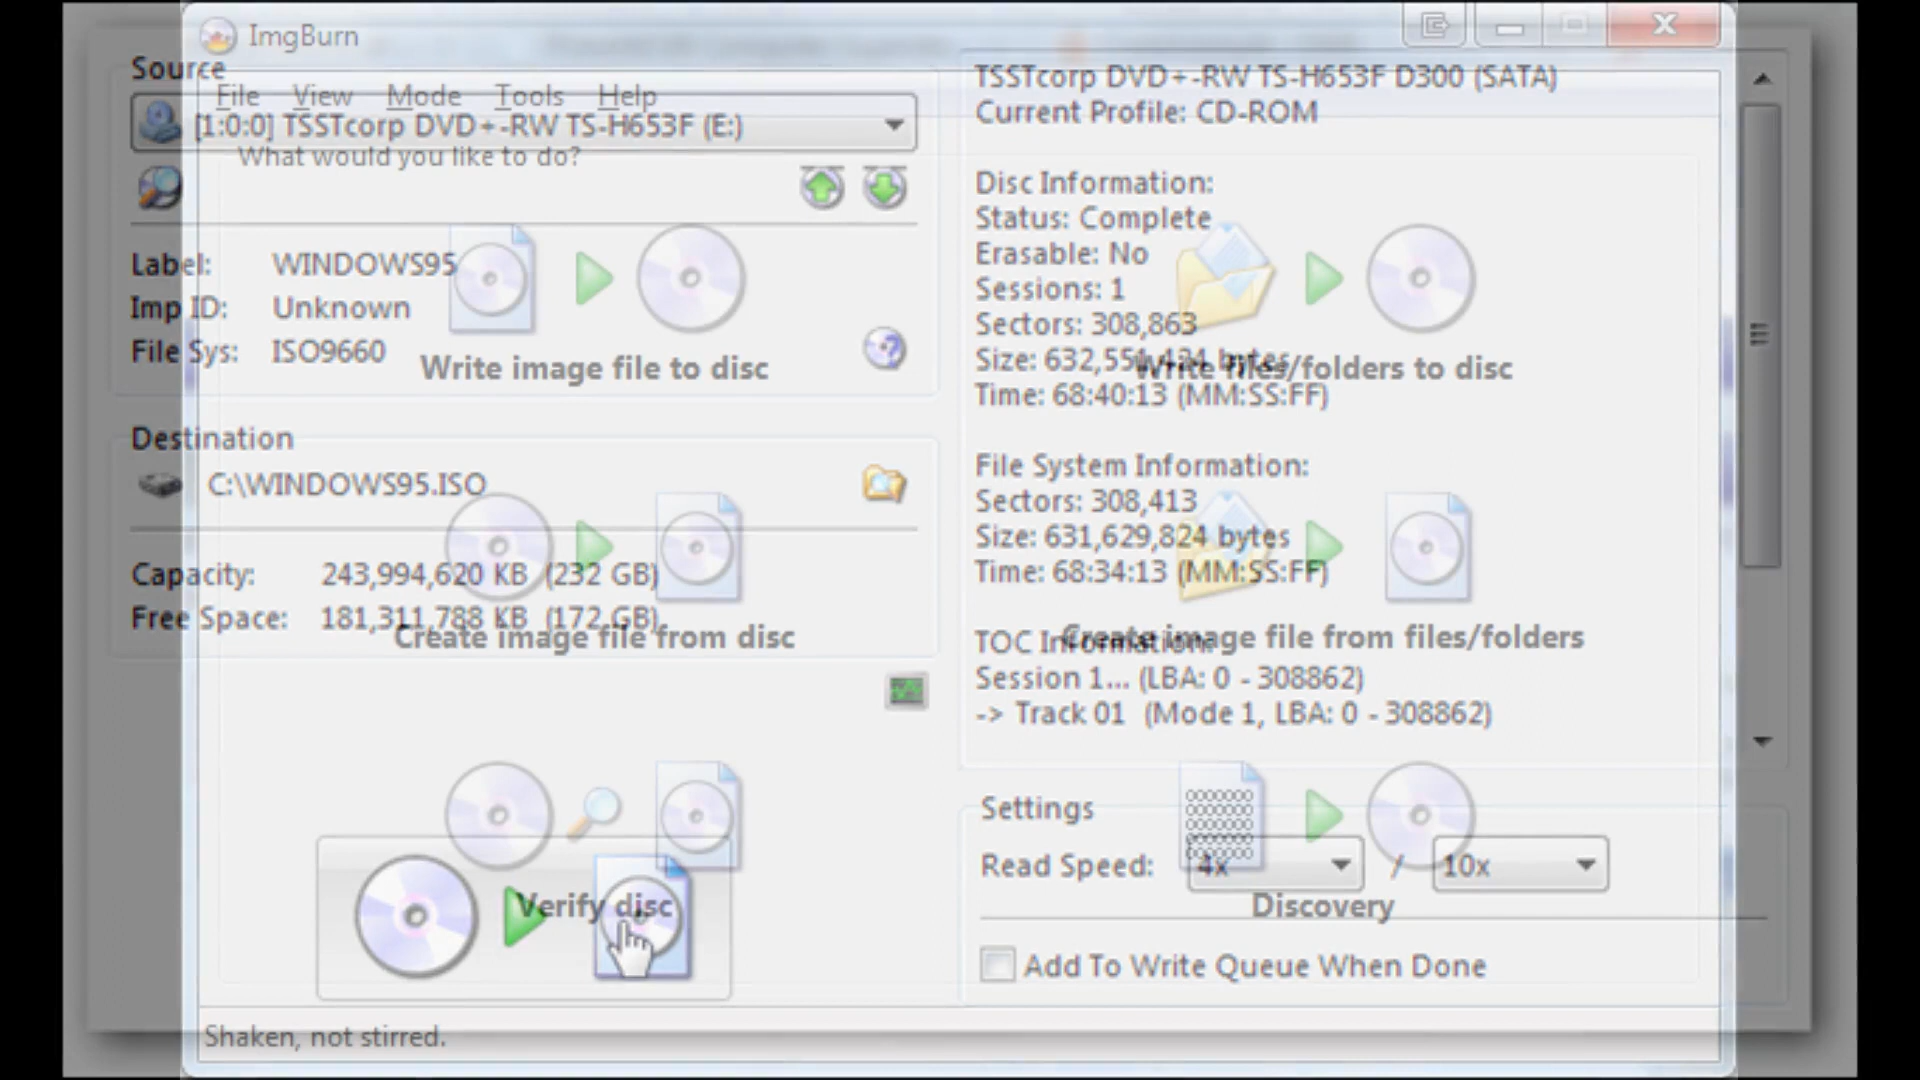 ImgBurn
File View Mode Tools Help
What would you like to do?
Write image file to disc
Write files/folders to disc
Create image file from disc
Create image file from files/folders
Verify disc
Discovery
Shaken, not stirred.
Source
[1:0:0] TSSTcorp DVD+-RW TS-H653F (E:)
Label: WINDOWS95
Imp ID: Unknown
File Sys: ISO9660
Destination
C:\WINDOWS95.ISO
Capacity: 243,994,620 KB (232 GB)
Free Space: 181,311,788 KB (172 GB)
TSSTcorp DVD+-RW TS-H653F D300 (SATA)
Current Profile: CD-ROM
Disc Information:
Status: Complete
Erasable: No
Sessions: 1
Sectors: 308,863
Size: 632,551,424 bytes
Time: 68:40:13 (MM:SS:FF)
File System Information:
Sectors: 308,413
Size: 631,629,824 bytes
Time: 68:34:13 (MM:SS:FF)
TOC Information:
Session 1... (LBA: 0 - 308862)
-> Track 01 (Mode 1, LBA: 0 - 308862)
Settings
Read Speed: 4x / 10x
Add To Write Queue When Done